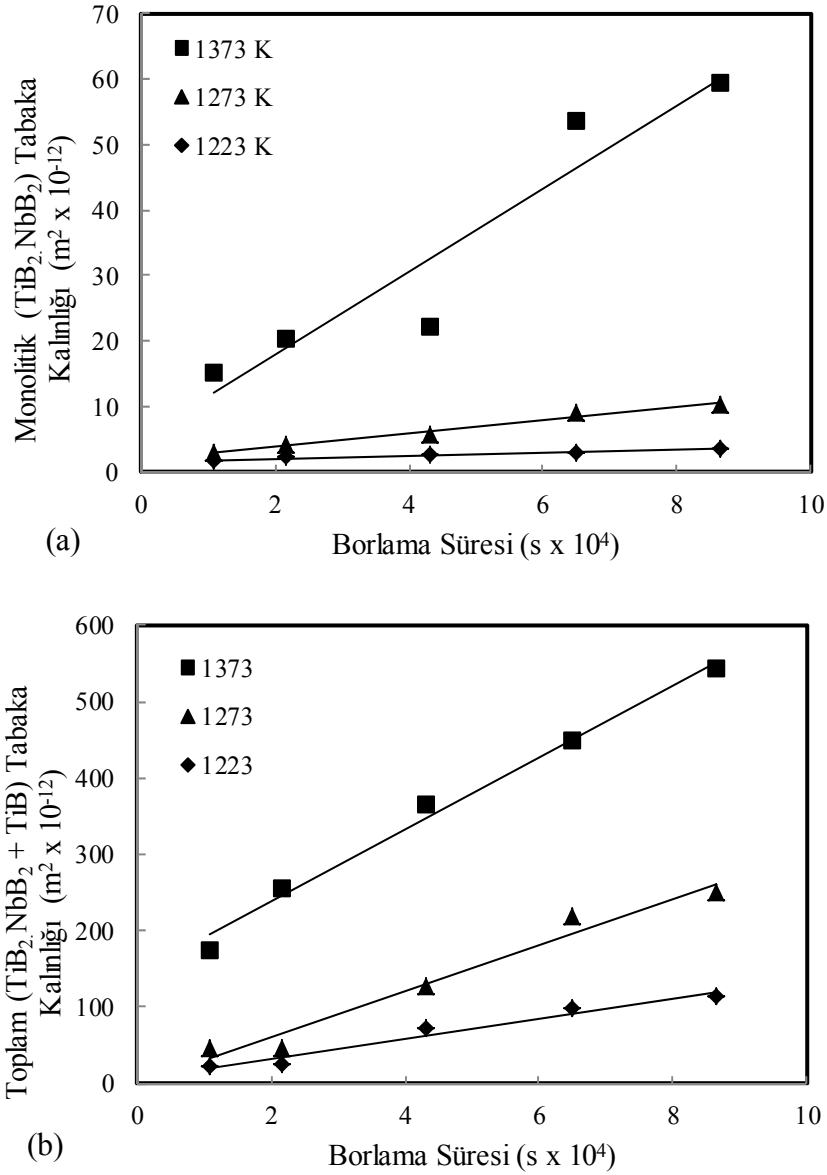 70
60
50
40
30
20
10
0
Monolitik (TiB2.NbB2) Tabaka
Kalınlığı (m² x 10⁻¹²)
1373 K
1273 K
1223 K
0 2 4 6 8 10
(a)
Borlama Süresi (s x 10⁴)
600
500
400
300
200
100
0
Toplam (TiB2.NbB2 + TiB) Tabaka
Kalınlığı (m² x 10⁻¹²)
1373
1273
1223
0 2 4 6 8 10
(b)
Borlama Süresi (s x 10⁴)